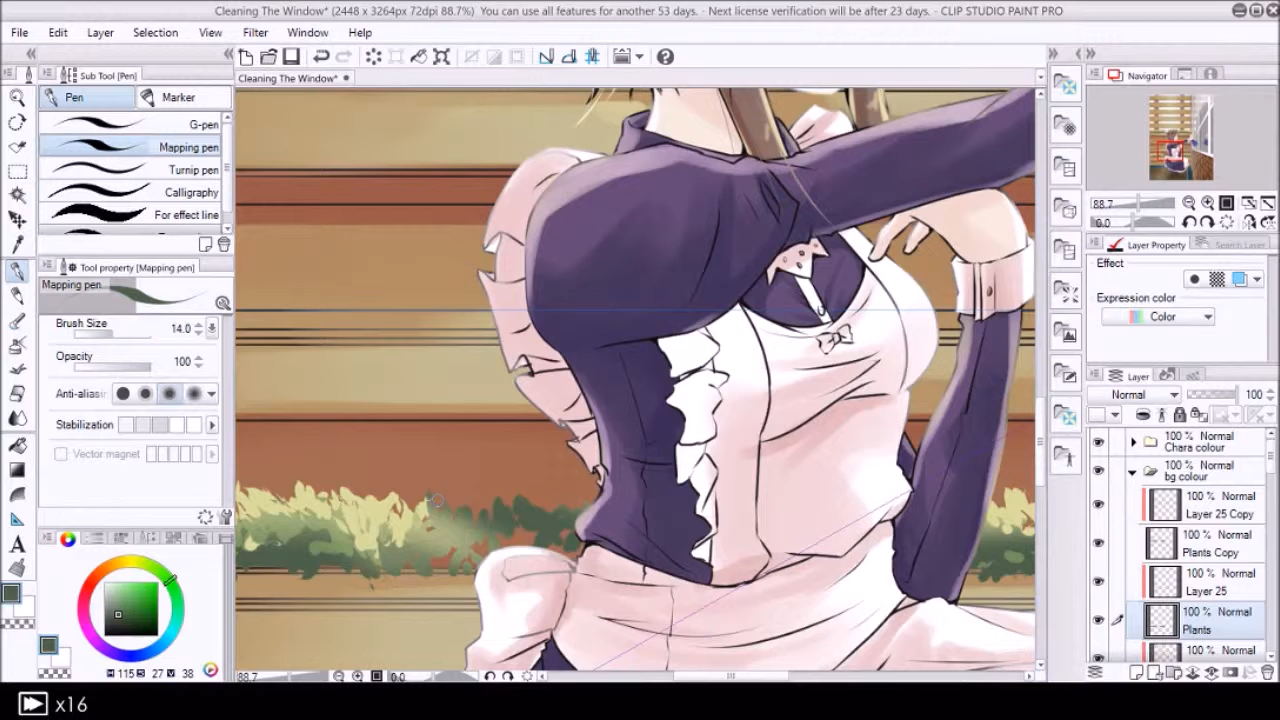 Cleaning The Window* (2448 x 3264px 72dpi 88.7%) You can use all features for another 53 days. - Next license verification will be after 23 days. - CLIP STUDIO PAINT PRO
File Edit Layer Selection View Filter Window Help
Sub Tool [Pen]
Cleaning The Window*
Navigator
Pen
Marker
G-pen
Mapping pen
Turnip pen
Calligraphy
For effect line
88.7
0.0
Layer Property
Search Layer
Tool property [Mapping pen]
Mapping pen
Effect
Expression color
Color
Brush Size 14.0
Opacity 100
Anti-aliasin
Stabilization
Vector magnet
Layer
Normal 100
100 % Normal
Chara colour
100 % Normal
bg colour
100 % Normal
Layer 25 Copy
100 % Normal
Plants Copy
100 % Normal
Layer 25
100 % Normal
Plants
100 % Normal
A
H 115 S 27 V 38
88.7
0.0
x16